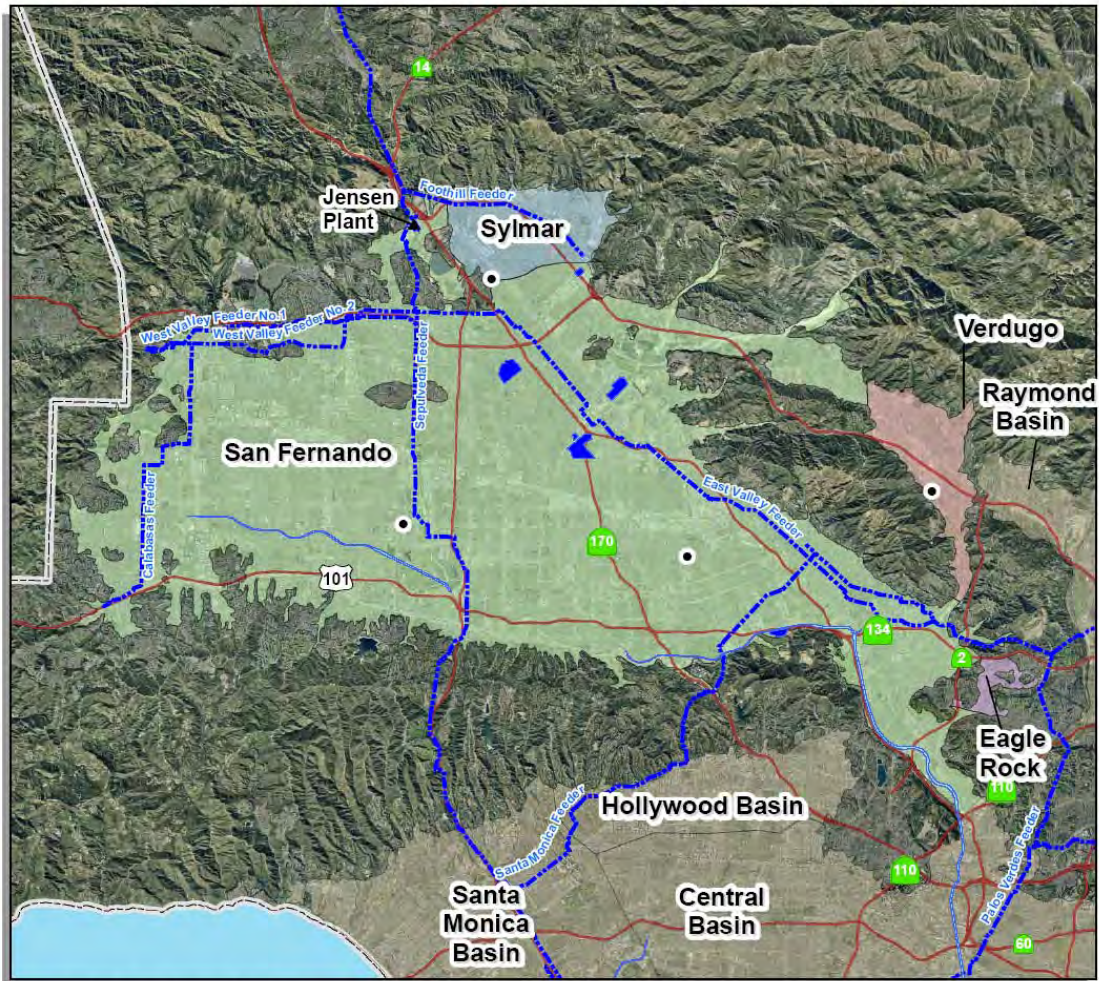 14
Foothill Feeder
Jensen
Plant
Sylmar
West Valley Feeder No.1
West Valley Feeder No. 2
Sepulveda Feeder
Verdugo
Raymond
Basin
San Fernando
Calabasas Feeder
East Valley Feeder
170
101
134
2
Eagle
Rock
110
Hollywood Basin
Santa Monica Feeder
Palos Verdes Feeder
110
Santa
Monica
Basin
Central
Basin
60